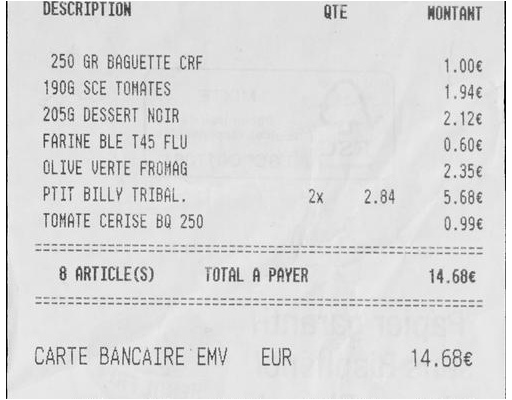 DESCRIPTION QTE MONTANT
250 GR BAGUETTE CRF 1.00€
190G SCE TOMATES 1.94€
205G DESSERT NOIR 2.12€
FARINE BLE T45 FLU 0.60€
OLIVE VERTE FROMAG 2.35€
PTIT BILLY TRIBAL. 2x 2.84 5.68€
TOMATE CERISE BQ 250 0.99€
==========================================
8 ARTICLE(S) TOTAL A PAYER 14.68€
==========================================
CARTE BANCAIRE EMV EUR 14.68€